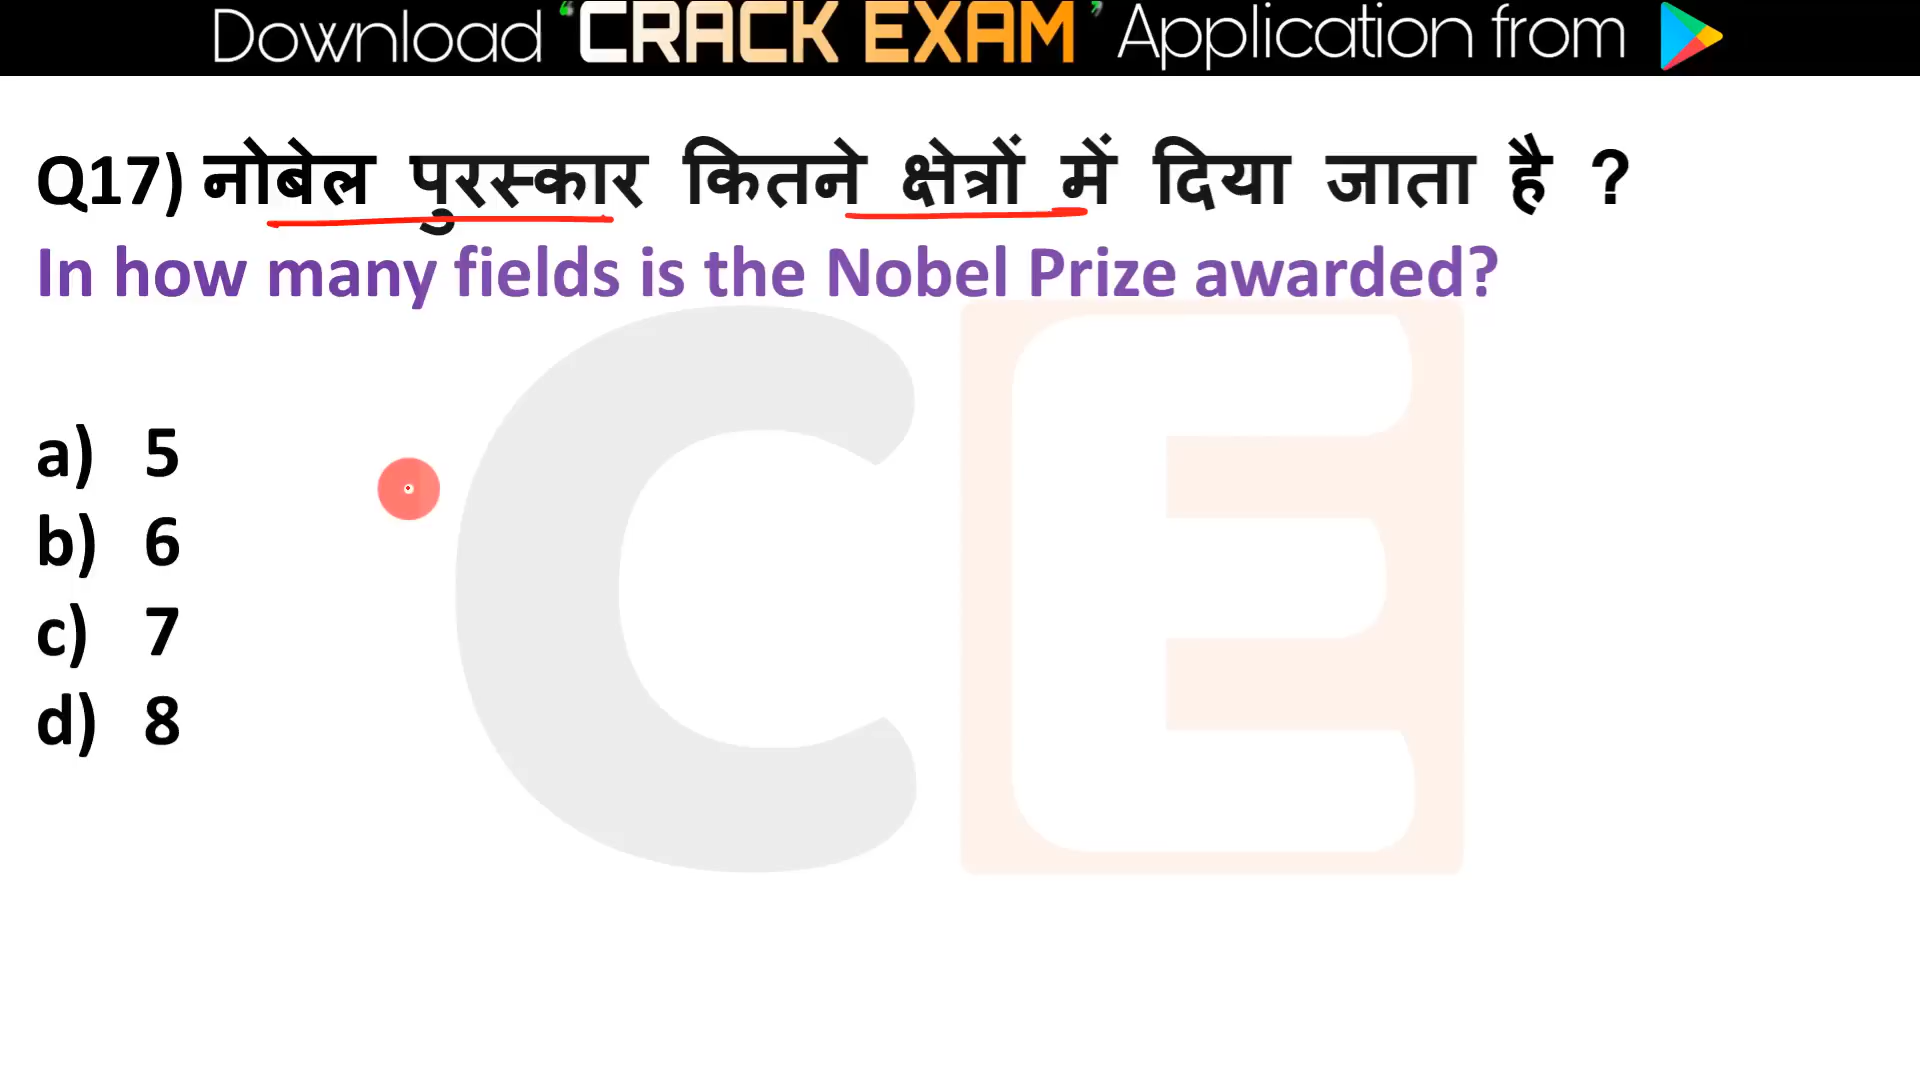 Download ‘CRACK EXAM’ Application from
Q17) नोबेल पुरस्कार कितने क्षेत्रों में दिया जाता है ?
In how many fields is the Nobel Prize awarded?
a) 5
b) 6
c) 7
d) 8
CE